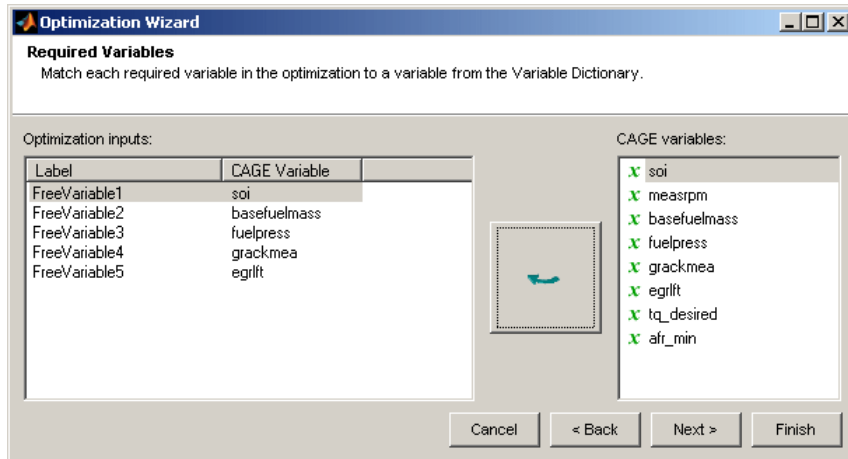 Optimization Wizard
Required Variables
Match each required variable in the optimization to a variable from the Variable Dictionary.
Optimization inputs:
Label CAGE Variable
FreeVariable1 soi
FreeVariable2 basefuelmass
FreeVariable3 fuelpress
FreeVariable4 grackmea
FreeVariable5 egrlft
CAGE variables:
x soi
x measrpm
x basefuelmass
x fuelpress
x grackmea
x egrlft
x tq_desired
x afr_min
Cancel < Back Next > Finish